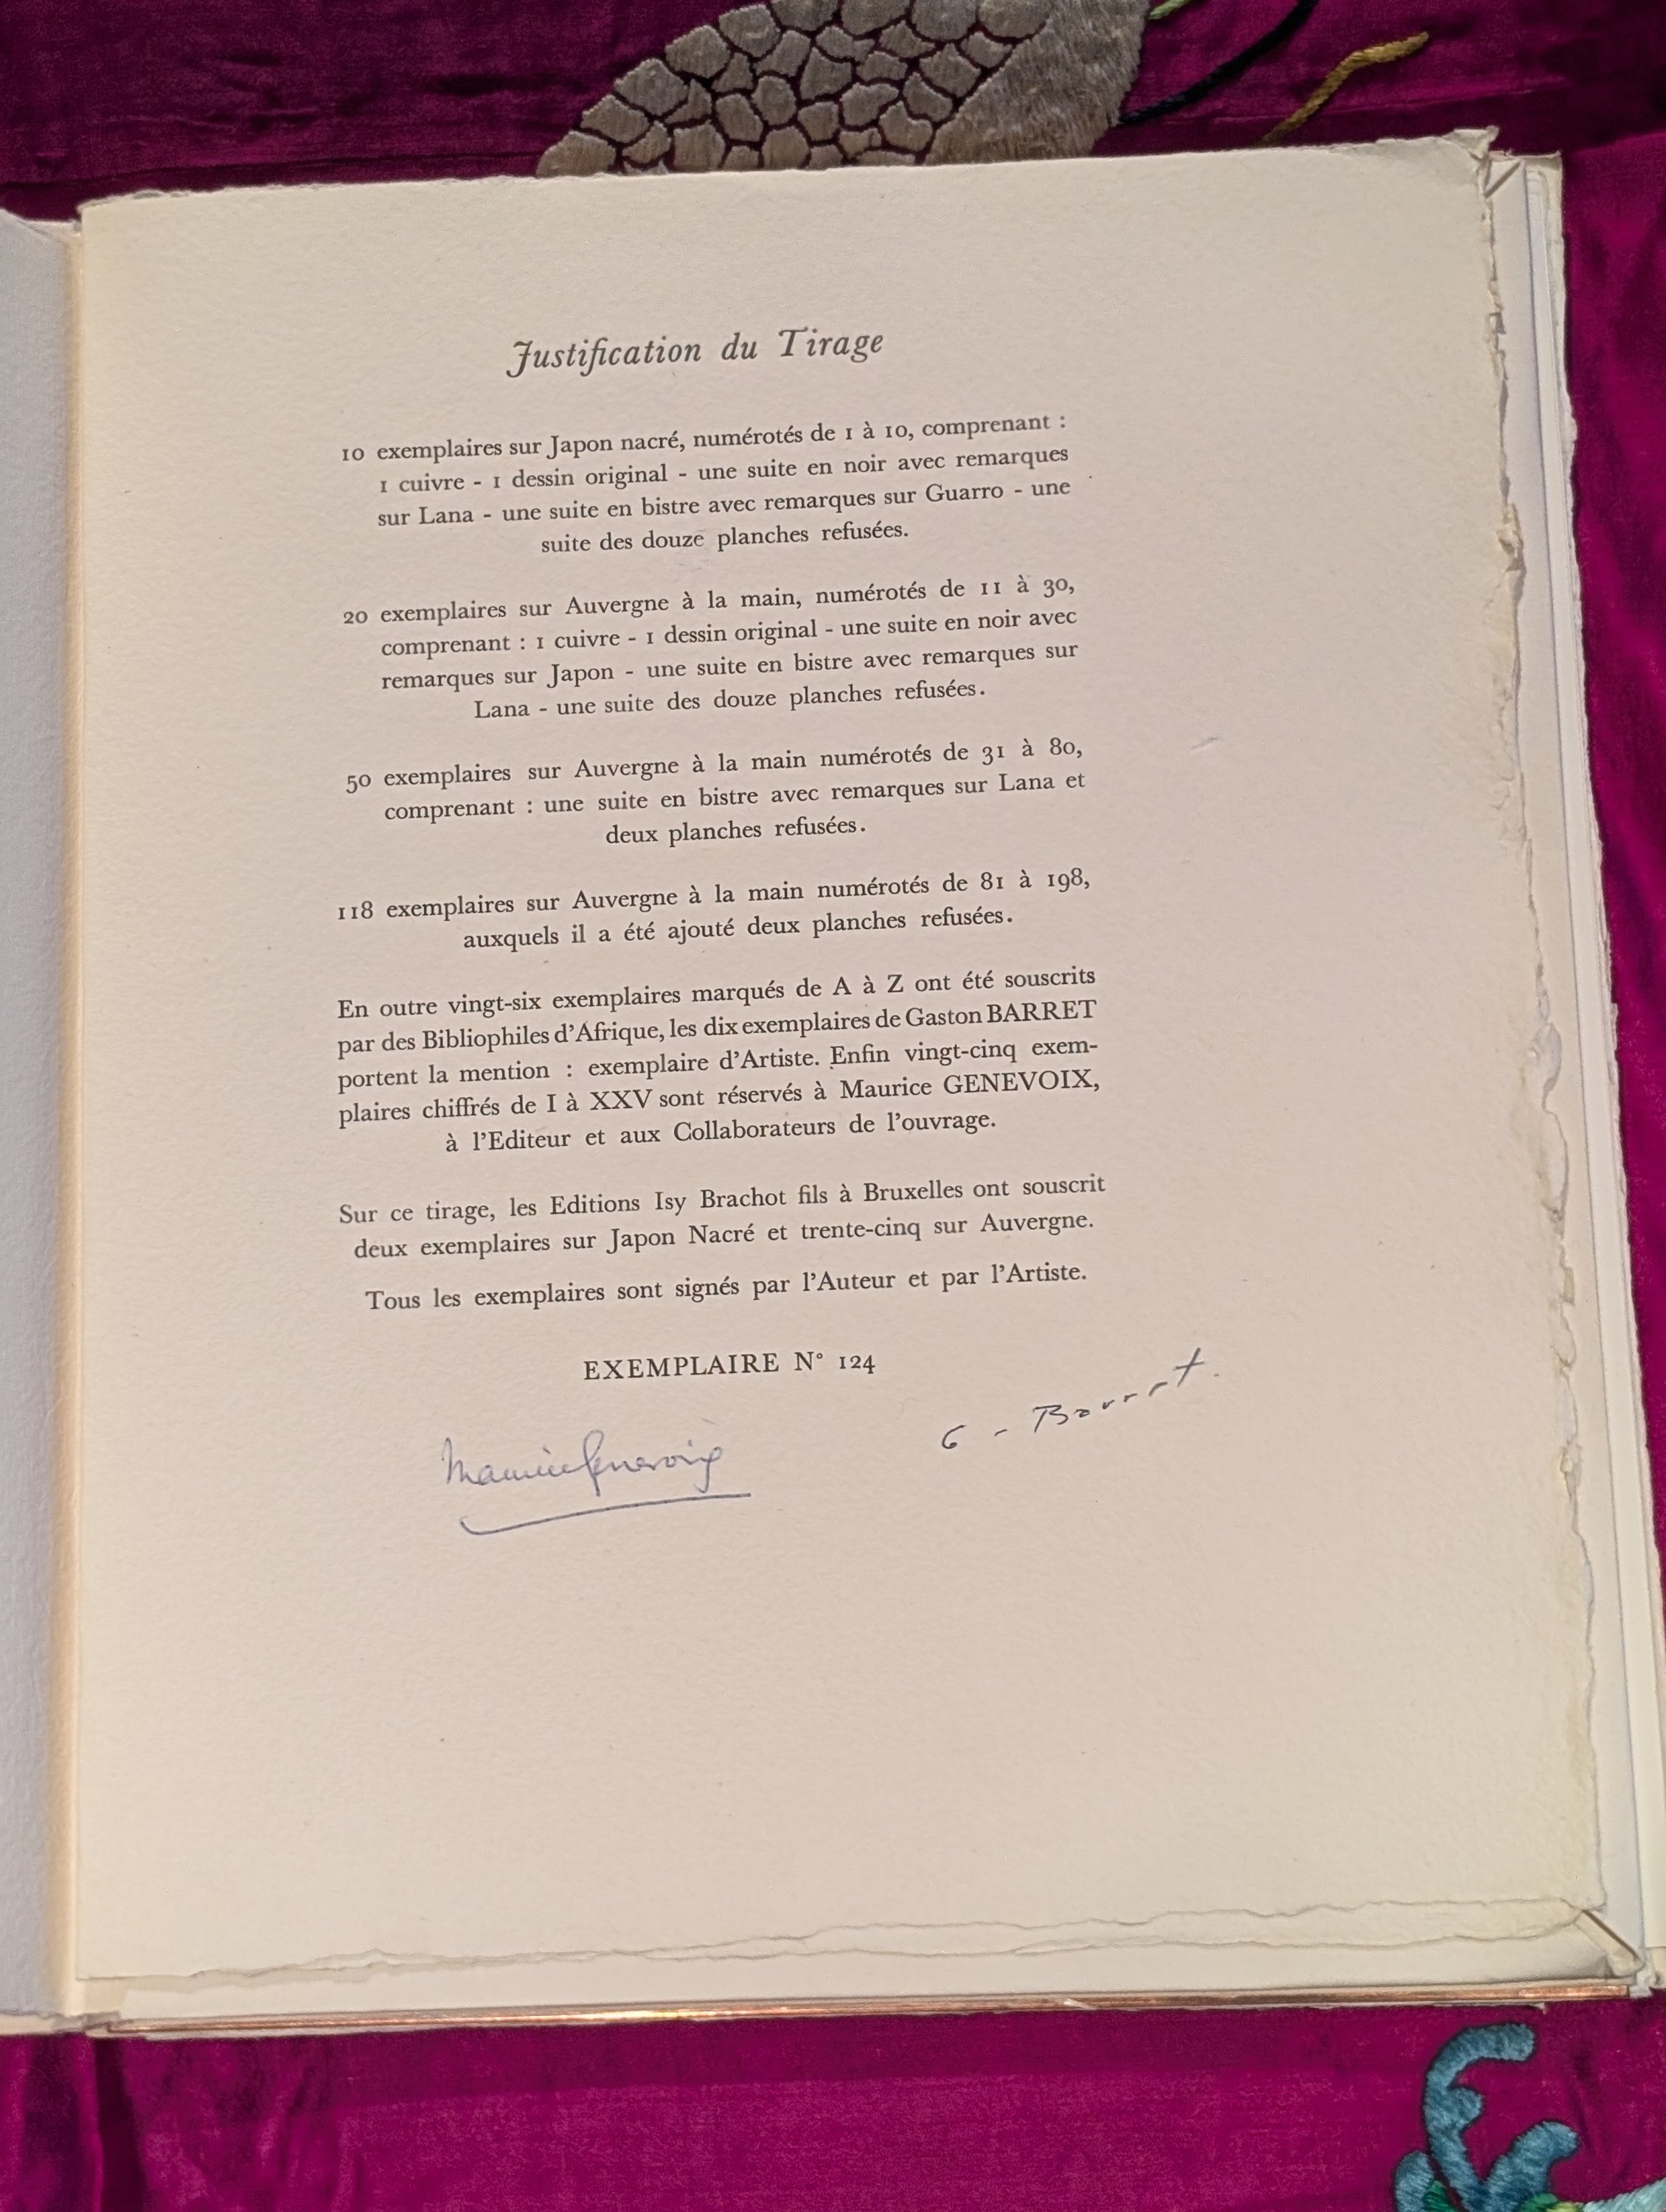 Justification du Tirage
10 exemplaires sur Japon nacré, numérotés de 1 à 10, comprenant :
1 cuivre - 1 dessin original - une suite en noir avec remarques
sur Lana - une suite en bistre avec remarques sur Guarro - une
suite des douze planches refusées.
20 exemplaires sur Auvergne à la main, numérotés de 11 à 30,
comprenant : 1 cuivre - 1 dessin original - une suite en noir avec
remarques sur Japon - une suite en bistre avec remarques sur
Lana - une suite des douze planches refusées.
50 exemplaires sur Auvergne à la main numérotés de 31 à 80,
comprenant : une suite en bistre avec remarques sur Lana et
deux planches refusées.
118 exemplaires sur Auvergne à la main numérotés de 81 à 198,
auxquels il a été ajouté deux planches refusées.
En outre vingt-six exemplaires marqués de A à Z ont été souscrits
par des Bibliophiles d'Afrique, les dix exemplaires de Gaston BARRET
portent la mention : exemplaire d'Artiste. Enfin vingt-cinq exem-
plaires chiffrés de I à XXV sont réservés à Maurice GENEVOIX,
à l'Editeur et aux Collaborateurs de l'ouvrage.
Sur ce tirage, les Editions Isy Brachot fils à Bruxelles ont souscrit
deux exemplaires sur Japon Nacré et trente-cinq sur Auvergne.
Tous les exemplaires sont signés par l'Auteur et par l'Artiste.
EXEMPLAIRE N° 124
Maurice Genevoix
G - Barret.